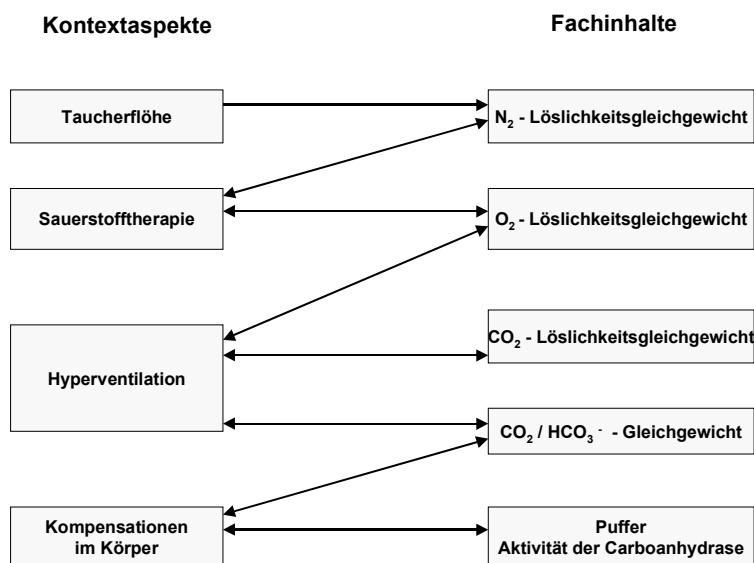 Kontextaspekte
Fachinhalte
Taucherflöhe
N₂ - Löslichkeitsgleichgewicht
Sauerstofftherapie
O₂ - Löslichkeitsgleichgewicht
Hyperventilation
CO₂ - Löslichkeitsgleichgewicht
CO₂ / HCO₃⁻ - Gleichgewicht
Kompensationen
im Körper
Puffer
Aktivität der Carboanhydrase